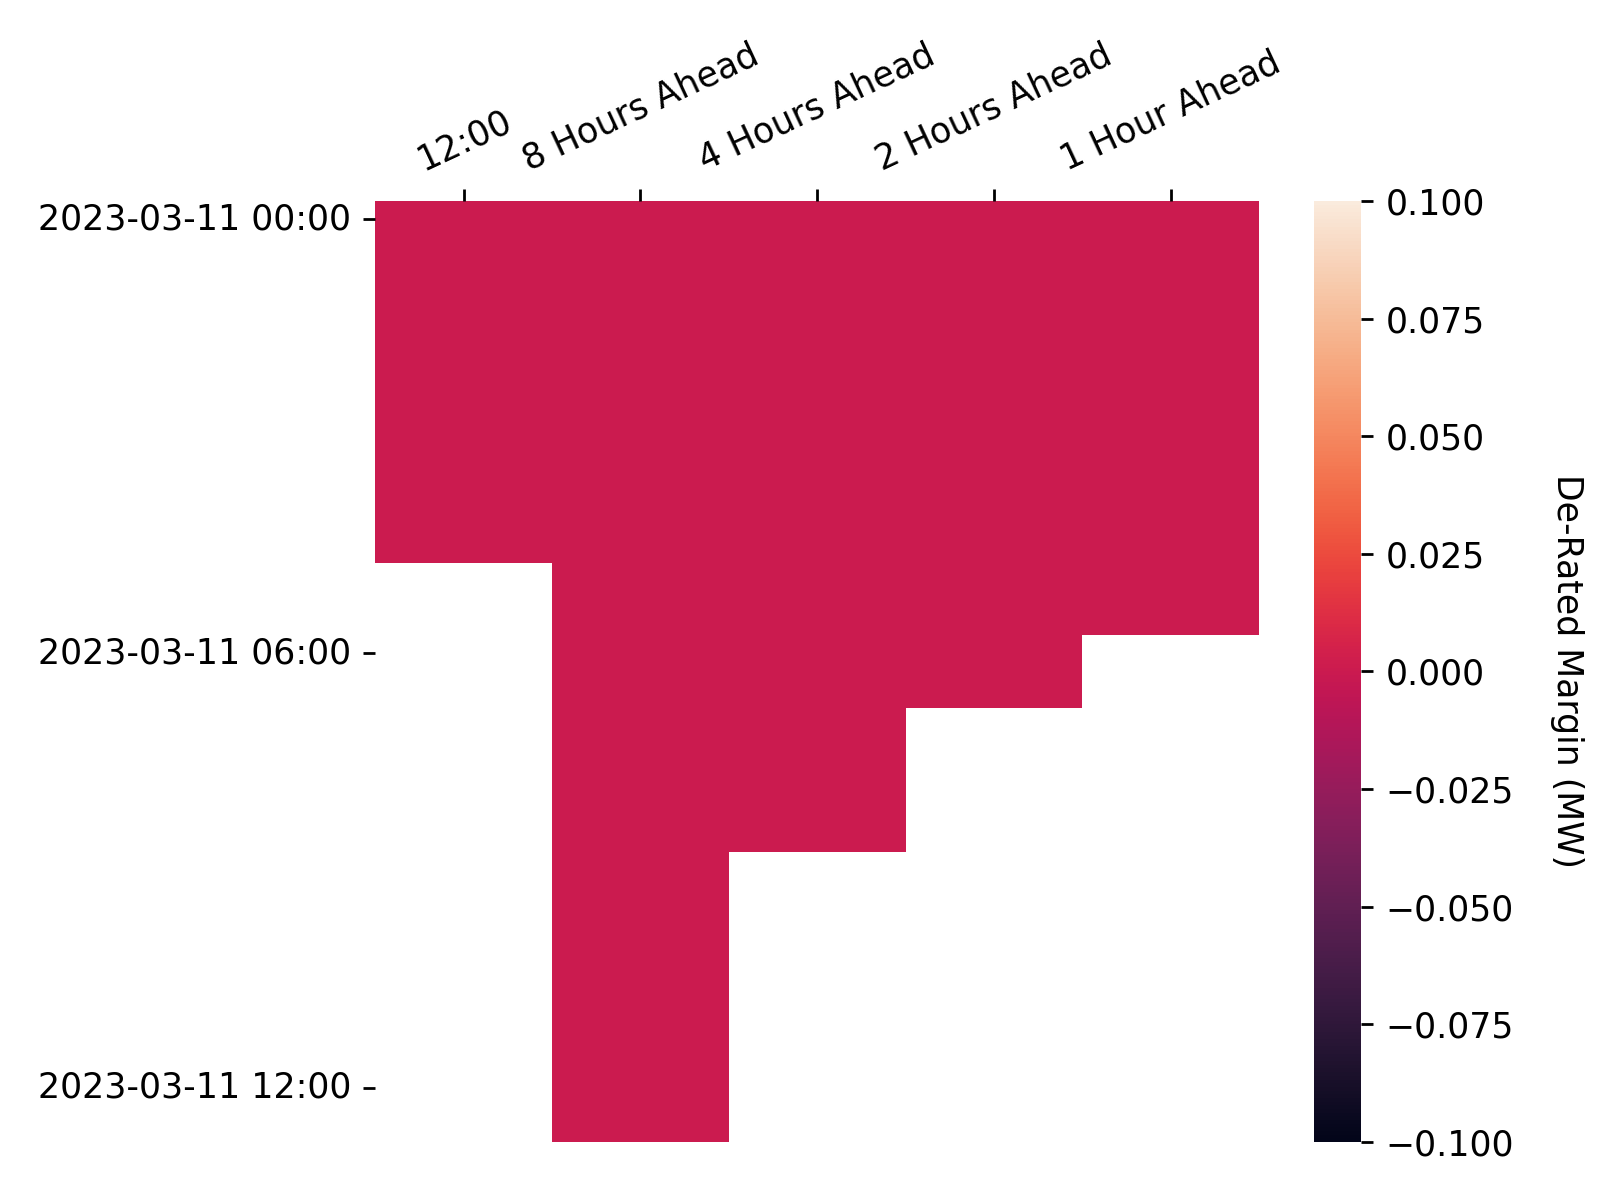 12:00
8 Hours Ahead
4 Hours Ahead
2 Hours Ahead
1 Hour Ahead
2023-03-11 00:00
2023-03-11 06:00
2023-03-11 12:00
0.100
0.075
0.050
0.025
0.000
−0.025
−0.050
−0.075
−0.100
De-Rated Margin (MW)